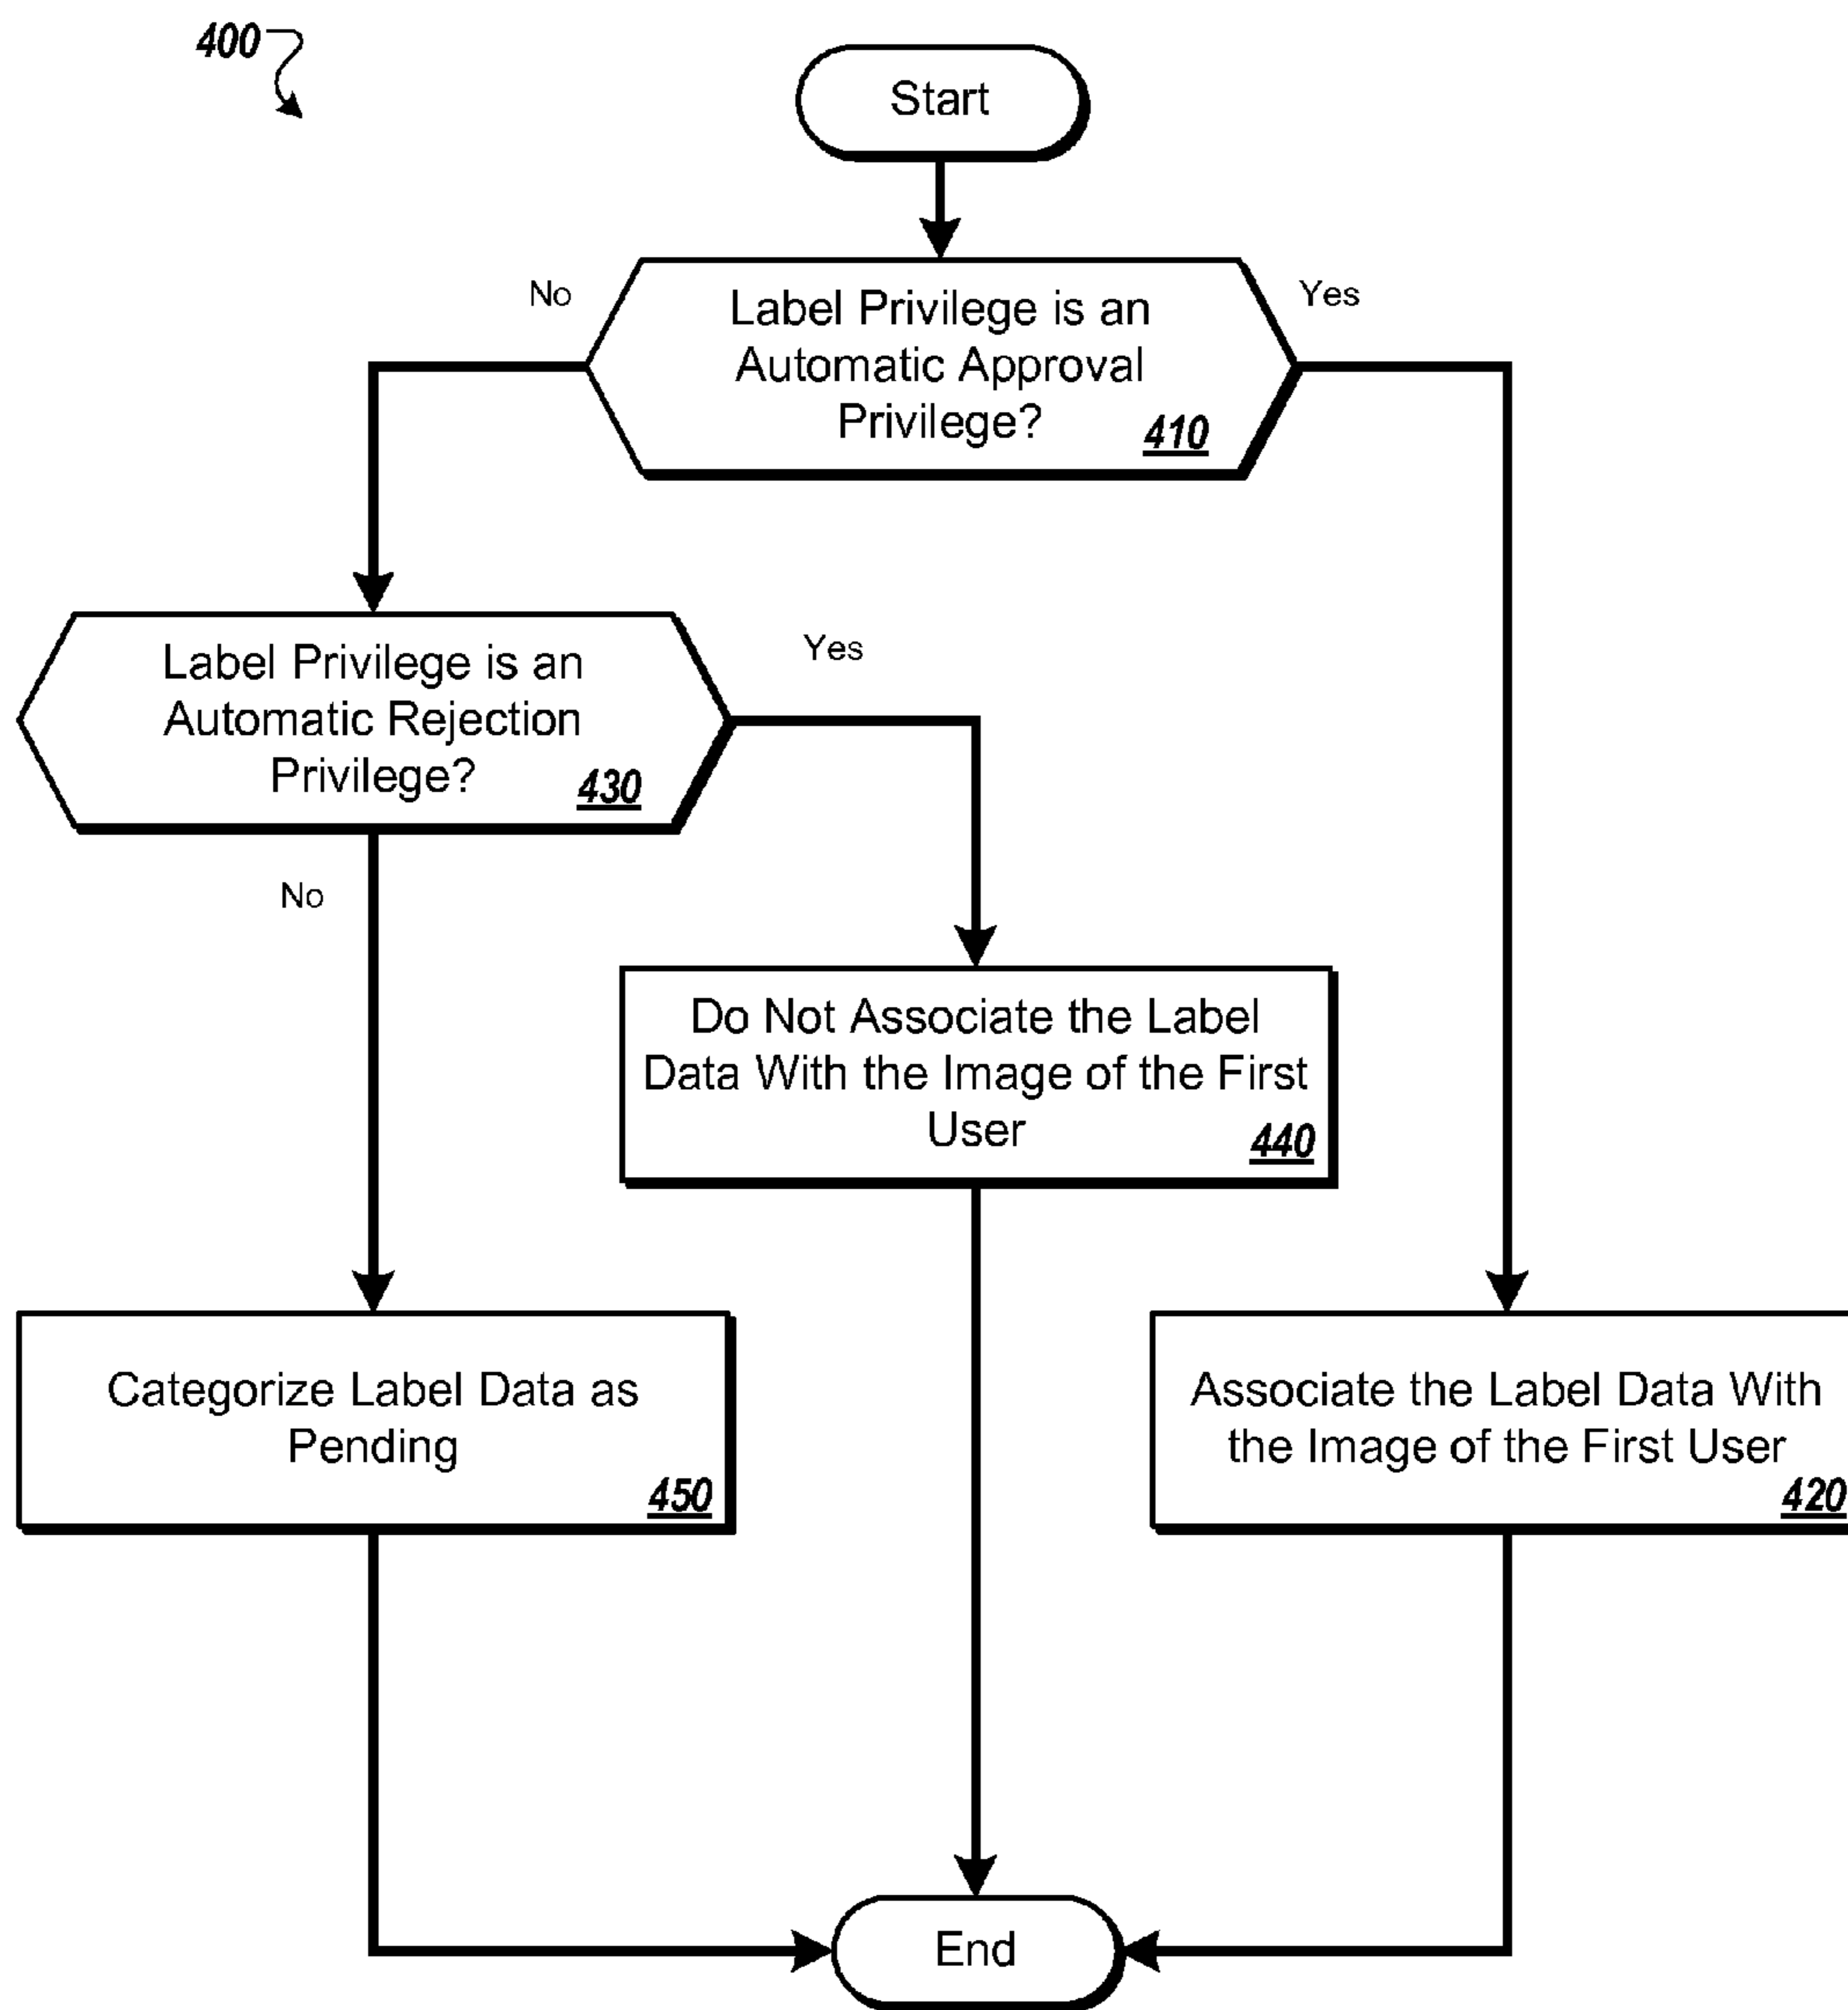 400
Start
No
Yes
Label Privilege is an
Automatic Approval
Privilege?
410
Label Privilege is an
Automatic Rejection
Privilege?
430
Yes
No
Do Not Associate the Label
Data With the Image of the First
User
440
Categorize Label Data as
Pending
450
Associate the Label Data With
the Image of the First User
420
End